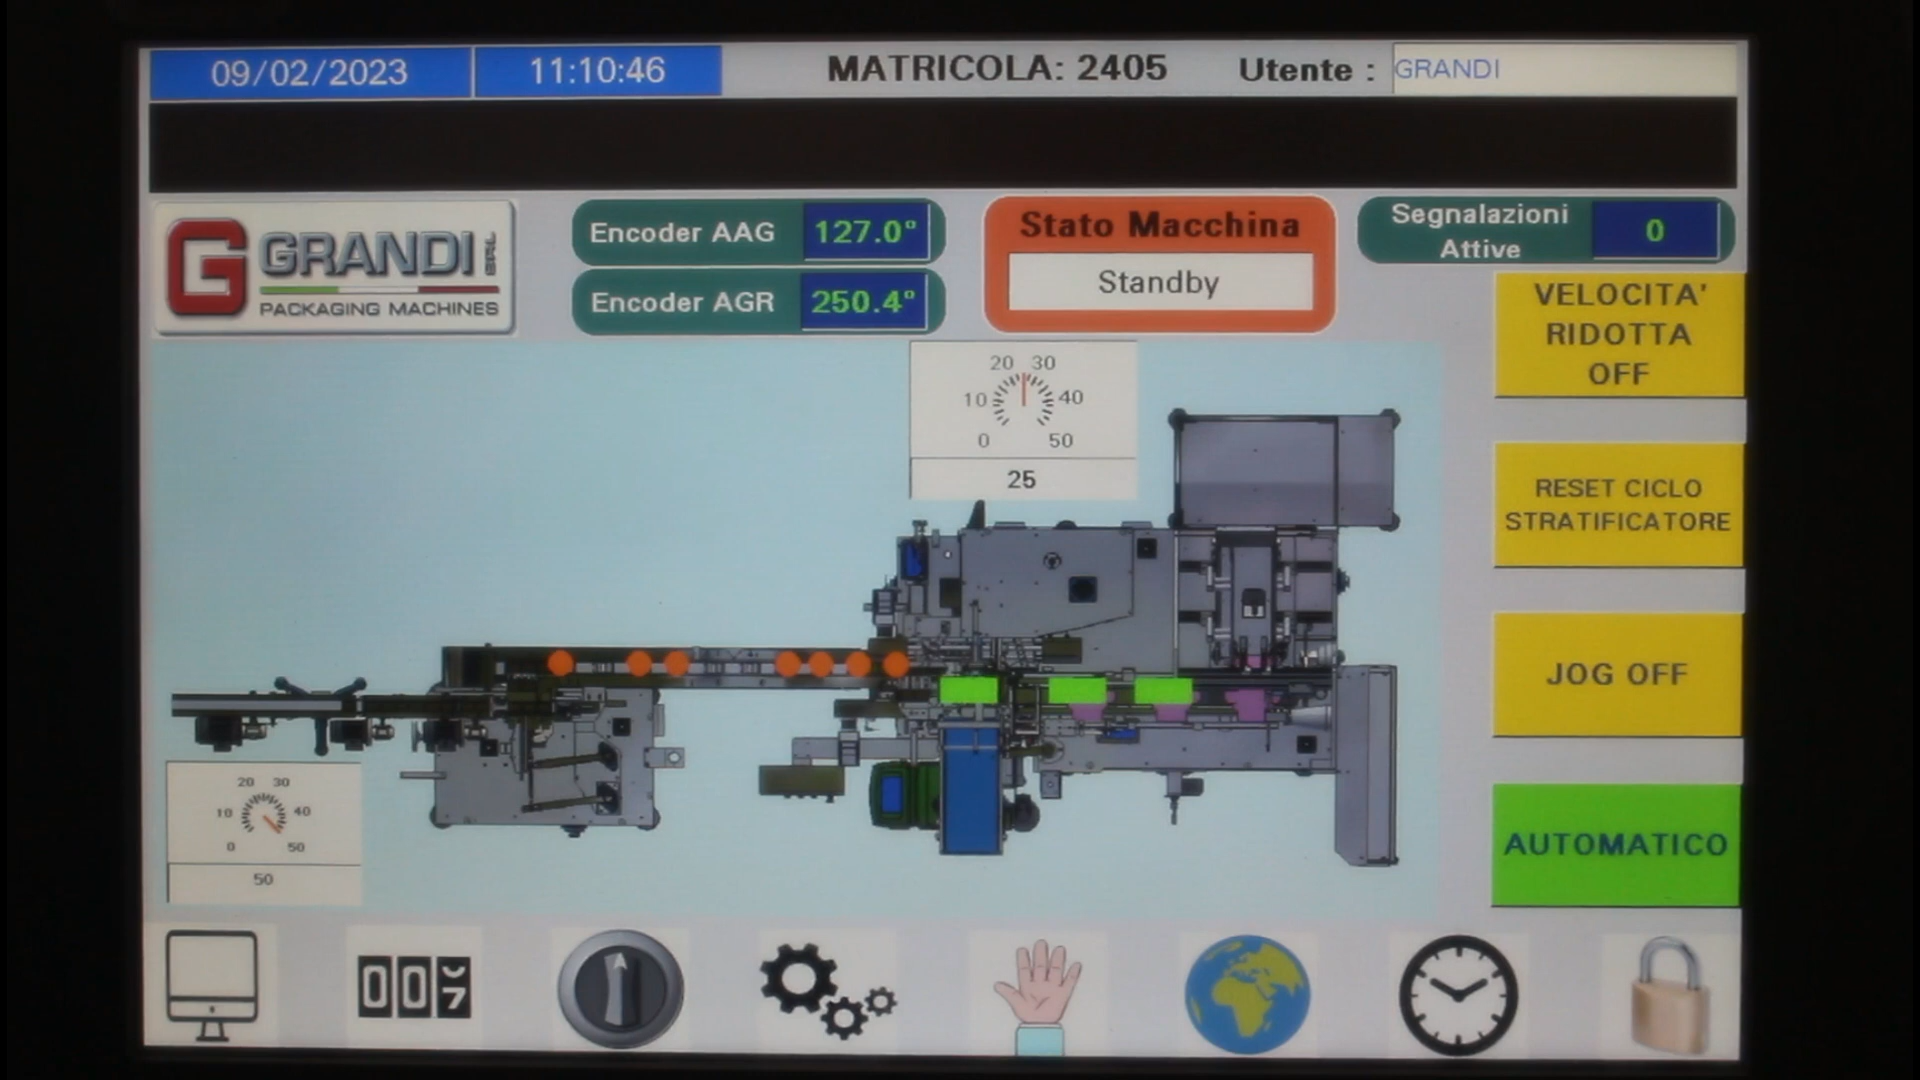 09/02/2023
11:10:46
MATRICOLA: 2405
Utente :
GRANDI
G GRANDI SRL
PACKAGING MACHINES
Encoder AAG
127.0°
Encoder AGR
250.4°
Stato Macchina
Standby
Segnalazioni
Attive
0
VELOCITA'
RIDOTTA
OFF
20 30
10 40
0 50
25
RESET CICLO
STRATIFICATORE
JOG OFF
20 30
10 40
0 50
50
AUTOMATICO
007